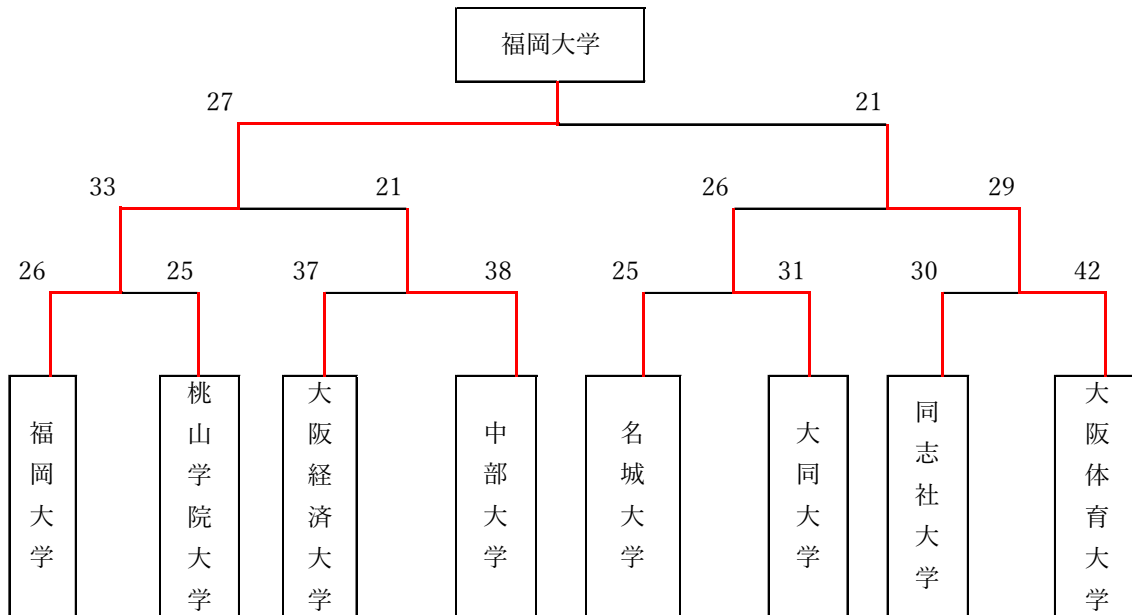 福岡大学
27 21
33 21 26 29
26 25 37 38 25 31 30 42
福岡大学
桃山学院大学
大阪経済大学
中部大学
名城大学
大同大学
同志社大学
大阪体育大学